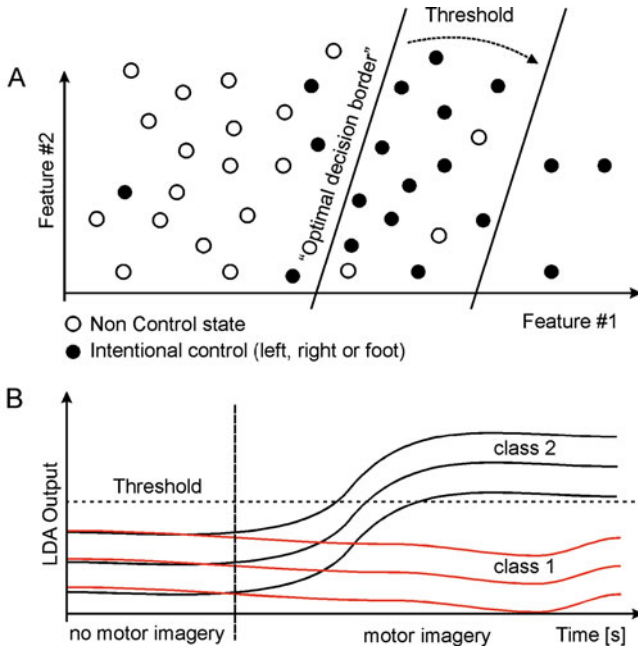 Threshold
A
Feature #2
"Optimal decision border"
Feature #1
Non Control state
Intentional control (left, right or foot)
B
LDA Output
Threshold
class 2
class 1
no motor imagery
motor imagery
Time [s]